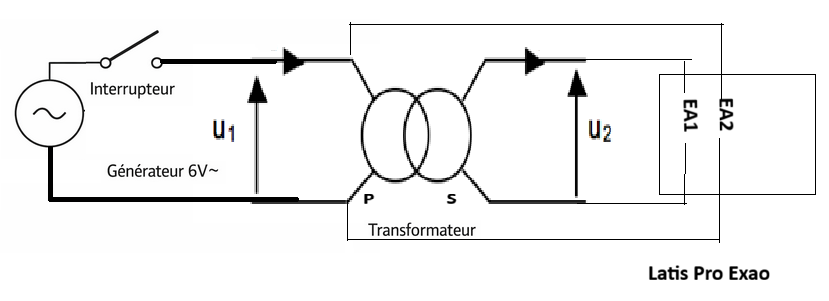 Interrupteur
u1
u2
EA1
EA2
Générateur 6V~
P
S
Transformateur
Latis Pro Exao